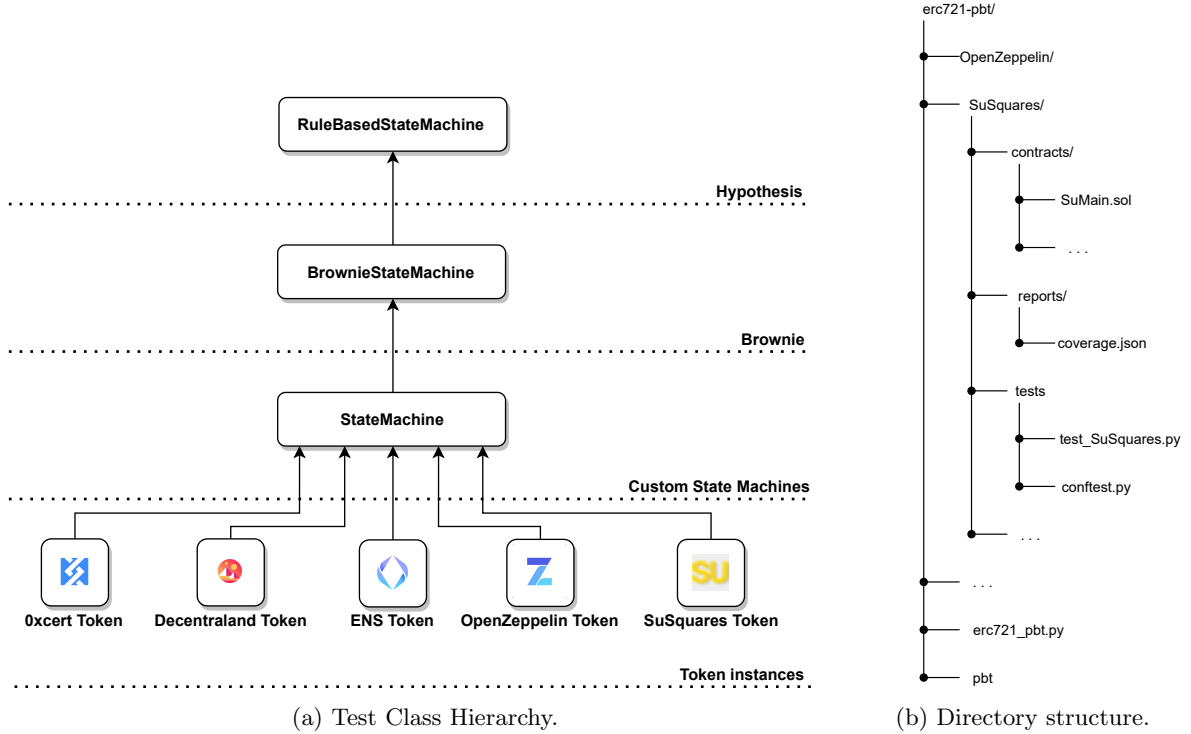 RuleBasedStateMachine
Hypothesis
BrownieStateMachine
Brownie
StateMachine
Custom State Machines
SU
0xcert Token
Decentraland Token
ENS Token
OpenZeppelin Token
SuSquares Token
Token instances
(a) Test Class Hierarchy.
erc721-pbt/
OpenZeppelin/
SuSquares/
contracts/
SuMain.sol
. . .
reports/
coverage.json
tests
test_SuSquares.py
conftest.py
. . .
. . .
erc721_pbt.py
pbt
(b) Directory structure.